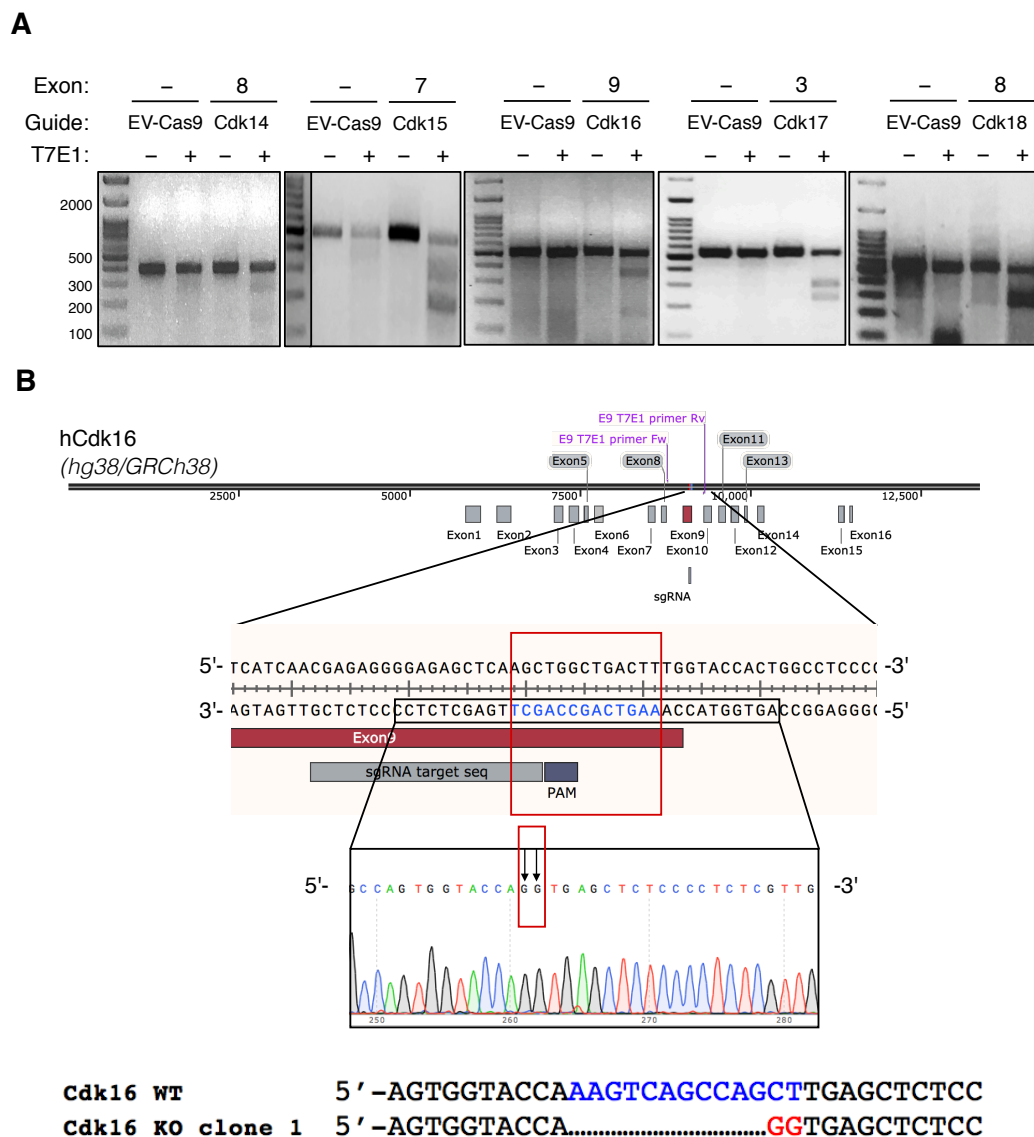 A
Exon: – 8 – 7 – 9 – 3 – 8
Guide: EV-Cas9 Cdk14 EV-Cas9 Cdk15 EV-Cas9 Cdk16 EV-Cas9 Cdk17 EV-Cas9 Cdk18
T7E1: – + – + – + – + – + – + – + – + – + – +
2000
500
300
200
100
B
hCdk16
(hg38/GRCh38)
E9 T7E1 primer Rv
E9 T7E1 primer Fw
Exon11
Exon5
Exon8
Exon13
2500 5000 7500 10,000 12,500
Exon1 Exon2 Exon6 Exon9 Exon14 Exon16
Exon3 Exon4 Exon7 Exon10 Exon12 Exon15
sgRNA
5'- TCATCAACGAGAGGGGAGAGCTCAAGCTGGCTGACTTTGGTACCACTGGCCTCCCC -3'
3'- AGTAGTTGCTCTCCCCTCTCGAGTTCGACCGACTGAAACCATGGTGACCGGAGGGG -5'
Exon9
sgRNA target seq
PAM
5'- GCCAGTGGTACCAGGTGAGCTCTCCCCTCTCGTTG -3'
250 260 270 280
Cdk16 WT 5′–AGTGGTACCAAAGTCAGCCAGCTTGAGCTCTCC
Cdk16 KO clone 1 5′–AGTGGTACCA……………………………GGTGAGCTCTCC